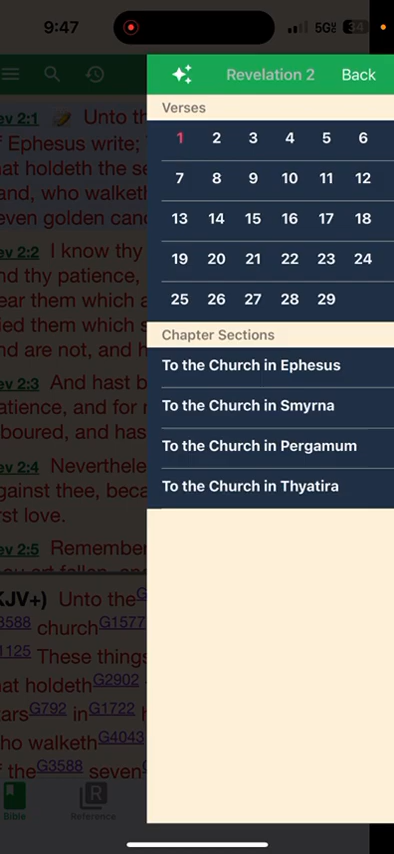 9:47
5G
34
Revelation 2
Back
Verses
1 2 3 4 5 6
7 8 9 10 11 12
13 14 15 16 17 18
19 20 21 22 23 24
25 26 27 28 29
Chapter Sections
To the Church in Ephesus
To the Church in Smyrna
To the Church in Pergamum
To the Church in Thyatira
ev 2:1 Unto th
f Ephesus write;
hat holdeth the se
and, who walketh
even golden cand
ev 2:2 I know thy
nd thy patience,
ear them which a
ied them which s
nd are not, and h
ev 2:3 And hast b
atience, and for m
boured, and has
ev 2:4 Neverthele
gainst thee, beca
rst love.
ev 2:5 Remember
KJV+) Unto the G
3588 church G1577
1125 These things
hat holdeth G2902
tars G792 in G1722 h
ho walketh G4043
f the G3588 seven G
Bible
R
Reference